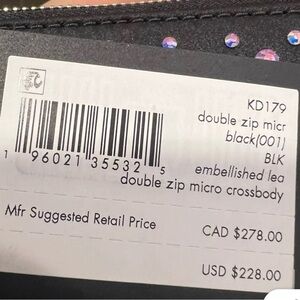 KD179
double zip micr
black(001)
BLK
embellished lea
double zip micro crossbody
1 96021 35532 5
Mfr Suggested Retail Price
CAD $278.00
USD $228.00